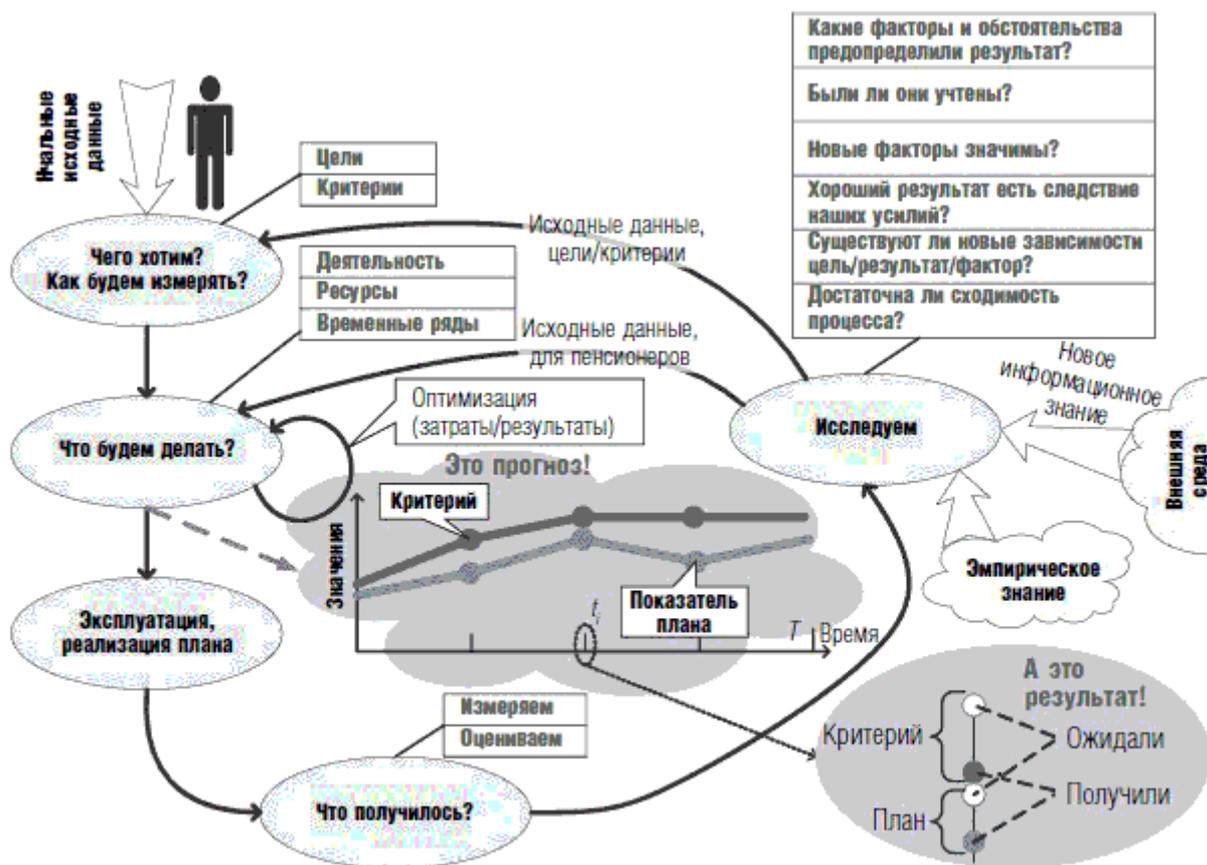 Какие факторы и обстоятельства
предопределили результат?
Были ли они учтены?
Новые факторы значимы?
Хороший результат есть следствие
наших усилий?
Существуют ли новые зависимости
цель/результат/фактор?
Достаточна ли сходимость
процесса?
Нчальные
исходные
данные
Цели
Критерии
Чего хотим?
Как будем измерять?
Исходные данные,
цели/критерии
Деятельность
Ресурсы
Временные ряды
Исходные данные,
для пенсионеров
Новое
информационное
знание
Внешняя
среда
Исследуем
Что будем делать?
Оптимизация
(затраты/результаты)
Это прогноз!
Критерий
Значения
Показатель
плана
t i
T
Время
Эмпирическое
знание
Эксплуатация,
реализация плана
Измеряем
Оцениваем
Что получилось?
А это
результат!
Критерий
Ожидали
Получили
План